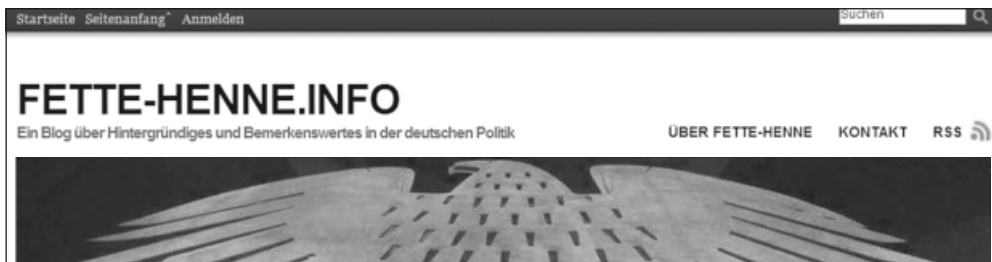 Startseite Seitenanfang^ Anmelden Suchen
FETTE-HENNE.INFO
Ein Blog über Hintergründiges und Bemerkenswertes in der deutschen Politik
ÜBER FETTE-HENNE KONTAKT RSS